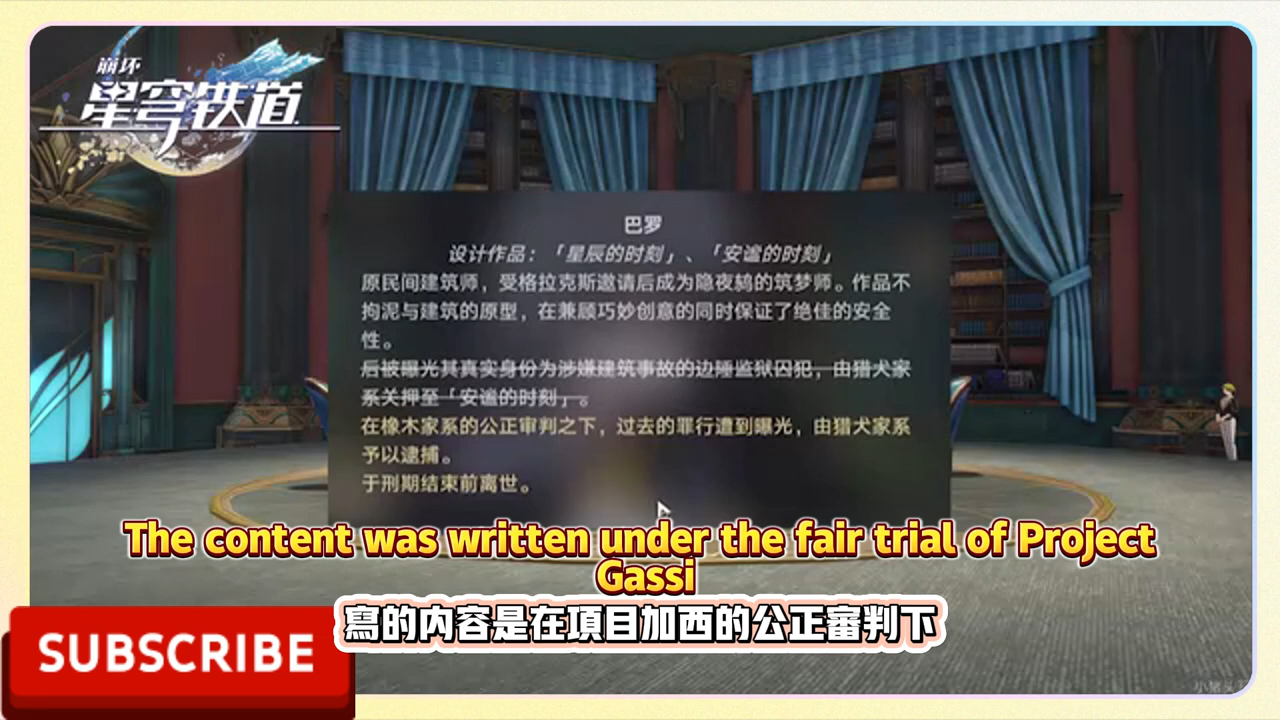 崩坏
星穹铁道
巴罗
设计作品：「星辰的时刻」、「安谧的时刻」
原民间建筑师，受格拉克斯邀请后成为隐夜鸫的筑梦师。作品不
拘泥与建筑的原型，在兼顾巧妙创意的同时保证了绝佳的安全
性。
后被曝光其真实身份为涉嫌建筑事故的边陲监狱囚犯，由猎犬家
系关押至「安谧的时刻」。
在橡木家系的公正审判之下，过去的罪行遭到曝光，由猎犬家系
予以逮捕。
于刑期结束前离世。
The content was written under the fair trial of Project
Gassi
寫的内容是在項目加西的公正審判下
SUBSCRIBE